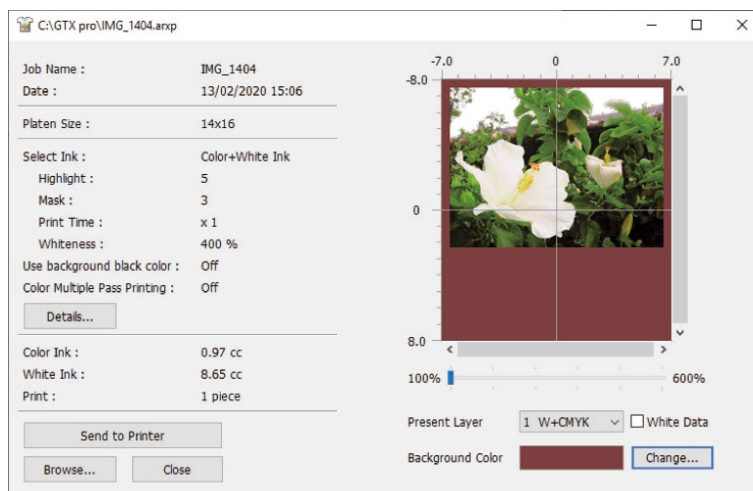 C:\GTX pro\IMG_1404.arxp
Job Name : IMG_1404
Date : 13/02/2020 15:06
Platen Size : 14x16
Select Ink : Color+White Ink
Highlight : 5
Mask : 3
Print Time : x 1
Whiteness : 400 %
Use background black color : Off
Color Multiple Pass Printing : Off
Details...
Color Ink : 0.97 cc
White Ink : 8.65 cc
Print : 1 piece
Send to Printer
Browse... Close
-7.0 0 7.0
-8.0
0
8.0
100% 600%
Present Layer 1 W+CMYK White Data
Background Color Change...